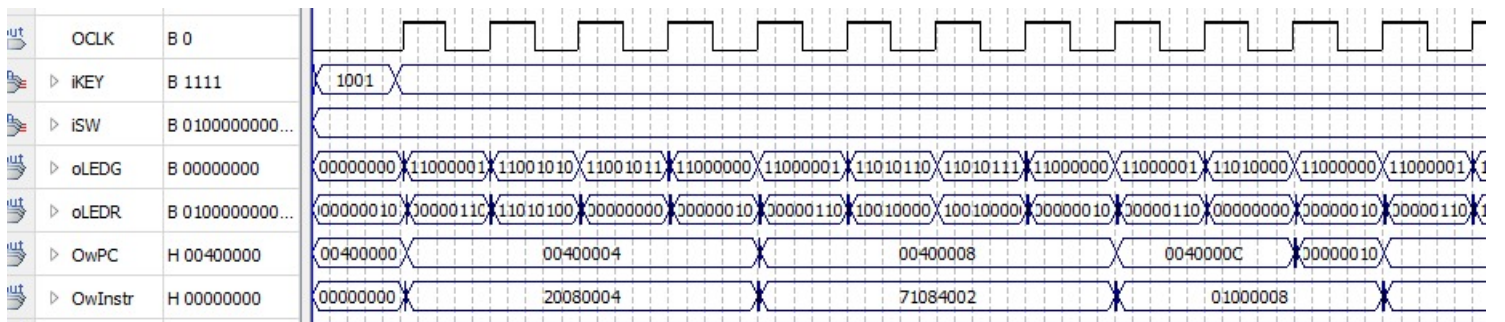 OCLK B 0
iKEY B 1111 1001
iSW B 0100000000...
oLEDG B 00000000 00000000 11000001 11001010 11001011 11000000 11000001 11010110 11010111 11000000 11000001 11010000 11000000 11000001
oLEDR B 0100000000... 00000010 00000110 11010100 00000000 00000010 00000110 10010000 10010000 00000010 00000110 00000000 00000010 00000110
OwPC H 00400000 00400000 00400004 00400008 0040000C 00000010
OwInstr H 00000000 00000000 20080004 71084002 01000008